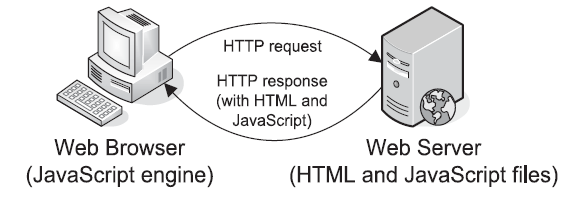 HTTP request
HTTP response
(with HTML and
JavaScript)
Web Browser
(JavaScript engine)
Web Server
(HTML and JavaScript files)